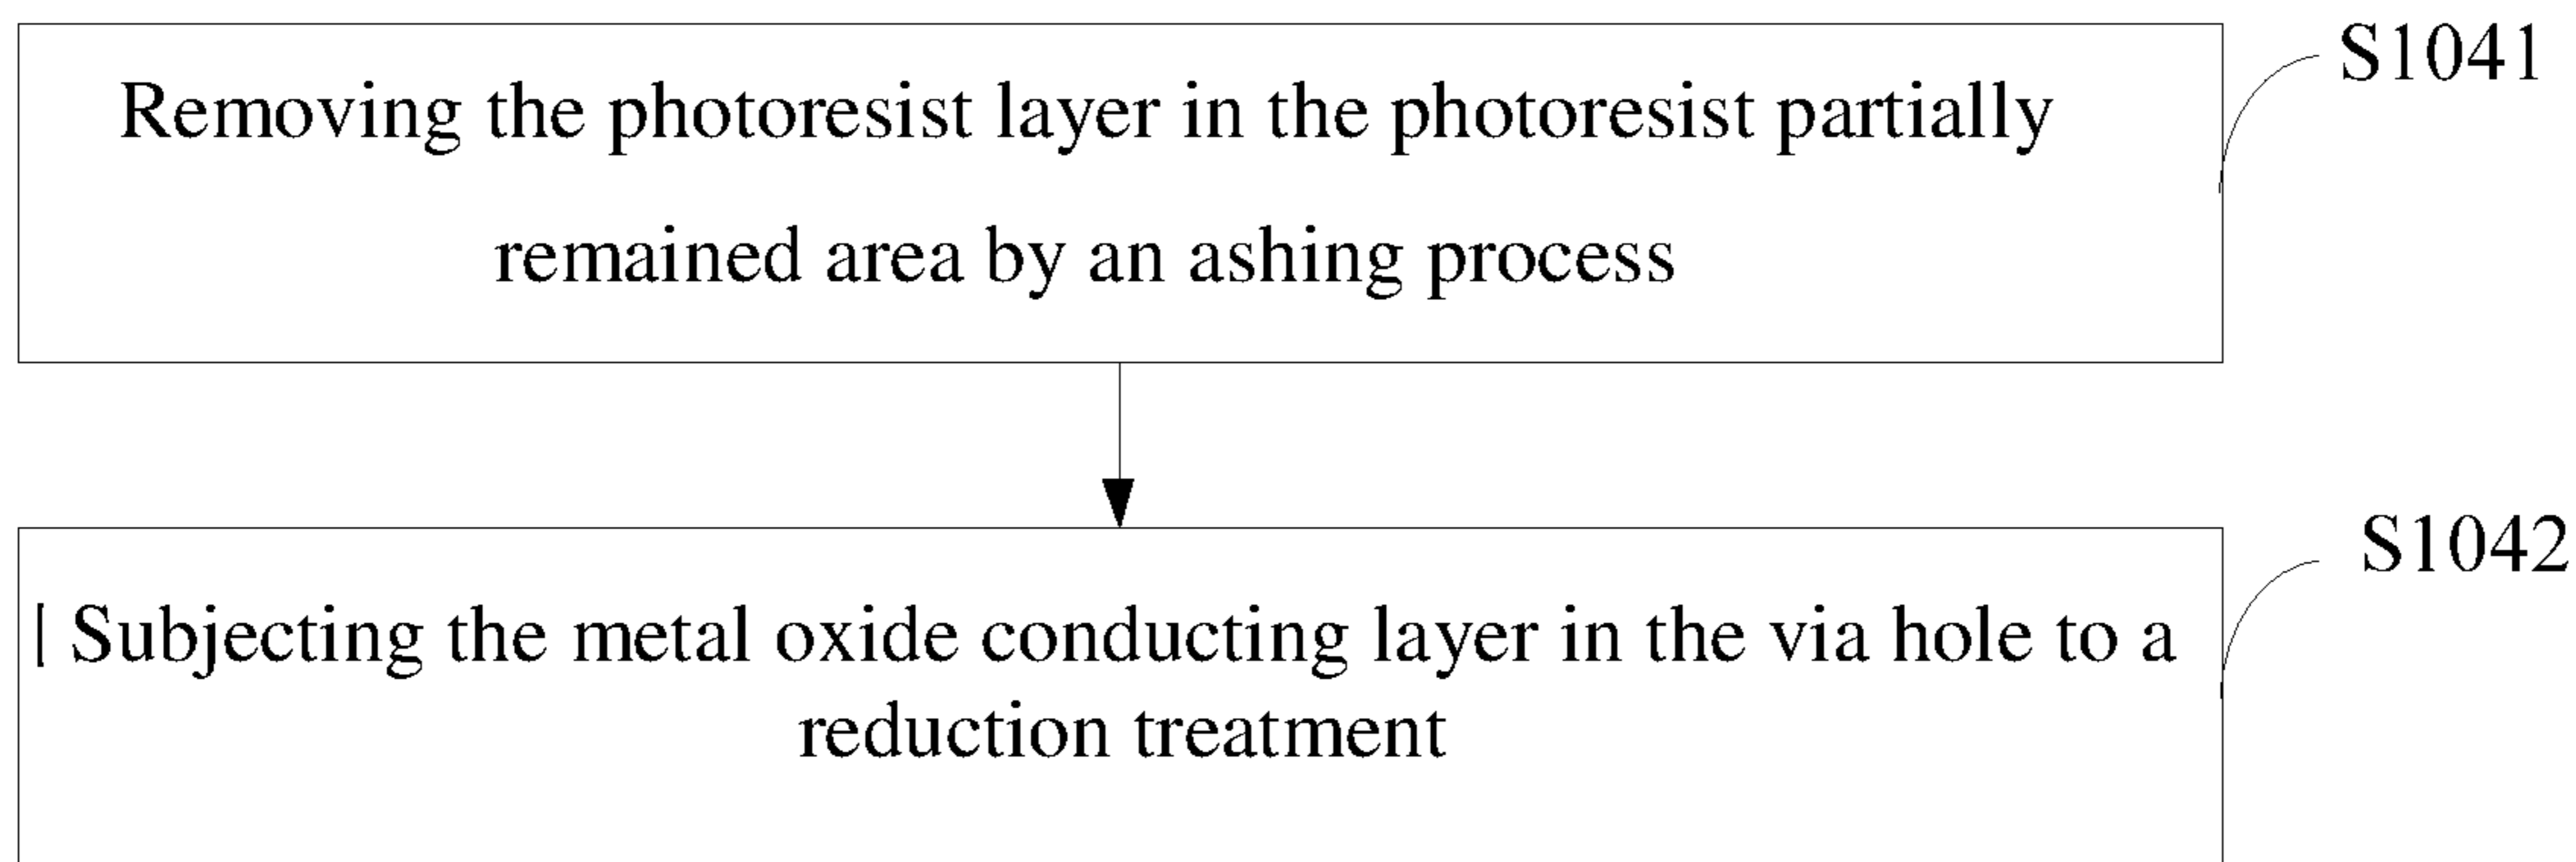 S1041
Removing the photoresist layer in the photoresist partially
remained area by an ashing process
S1042
| Subjecting the metal oxide conducting layer in the via hole to a
reduction treatment